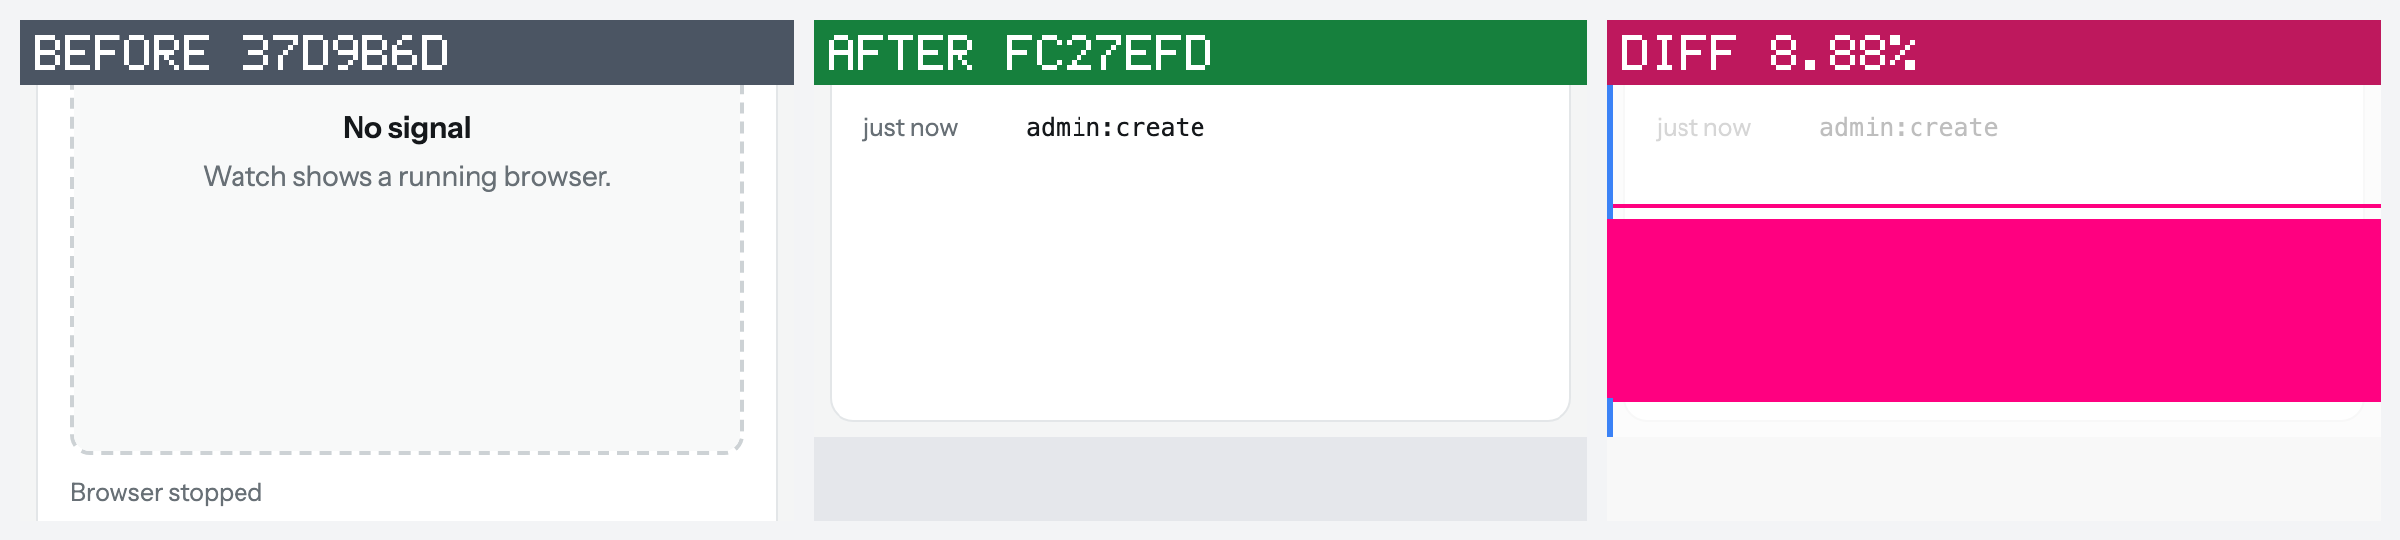 BEFORE 37D9B6D
No signal
Watch shows a running browser.
Browser stopped
AFTER FC27EFD
just now admin:create
DIFF 8.88%
just now admin:create